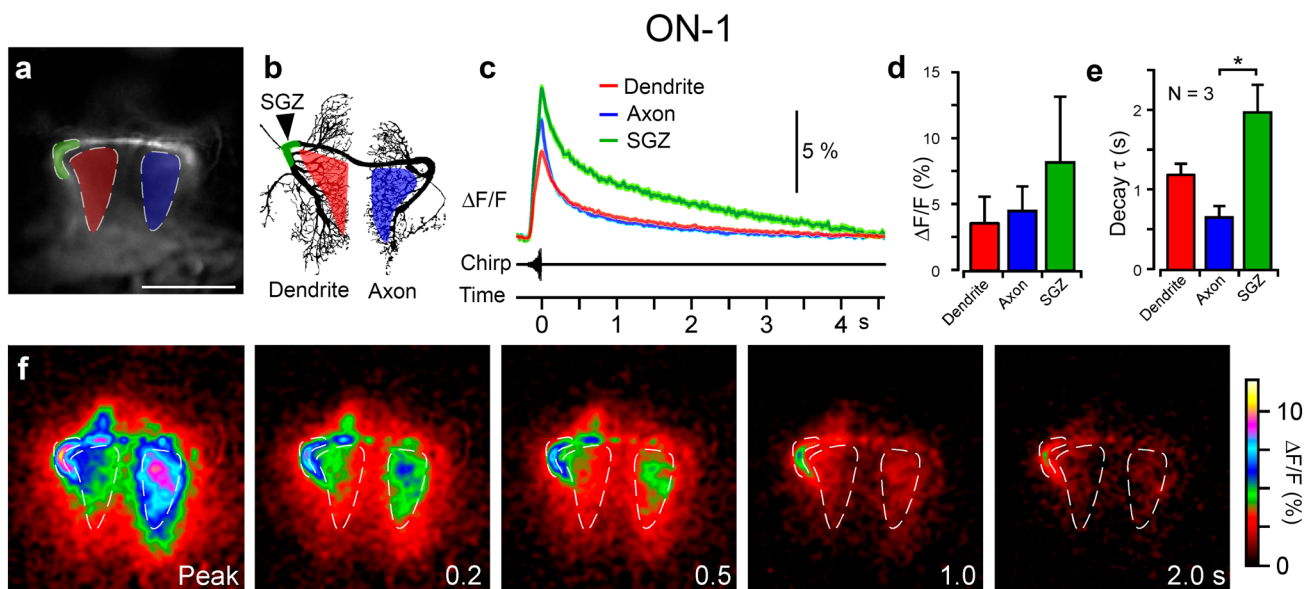 ON-1
a
b
SGZ
Dendrite
Axon
c
Dendrite
Axon
SGZ
5 %
ΔF/F
Chirp
Time
0 1 2 3 4 s
d
ΔF/F (%)
15
10
5
0
Dendrite
Axon
SGZ
e
Decay τ (s)
N = 3
*
2
1
0
Dendrite
Axon
SGZ
f
Peak
0.2
0.5
1.0
2.0 s
10
0
ΔF/F (%)